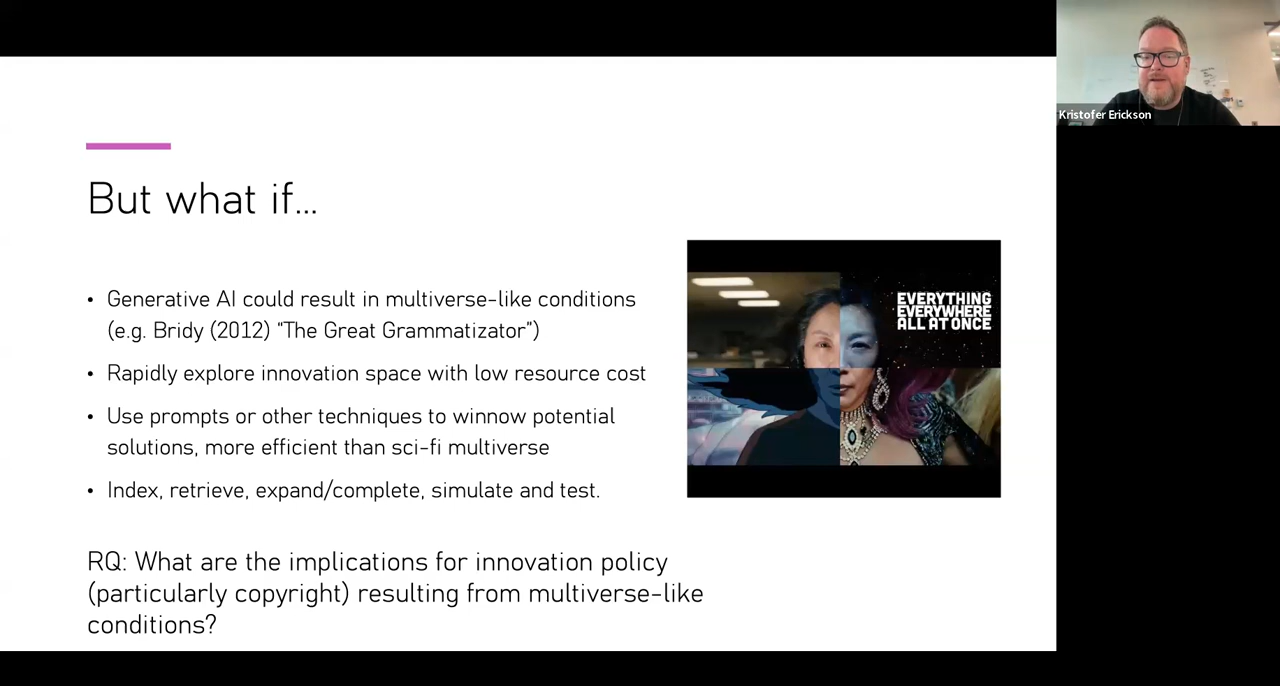 Kristofer Erickson
But what if...
• Generative AI could result in multiverse-like conditions
(e.g. Bridy (2012) "The Great Grammatizator")
• Rapidly explore innovation space with low resource cost
• Use prompts or other techniques to winnow potential
solutions, more efficient than sci-fi multiverse
• Index, retrieve, expand/complete, simulate and test.
EVERYTHING
EVERYWHERE
ALL AT ONCE
RQ: What are the implications for innovation policy
(particularly copyright) resulting from multiverse-like
conditions?